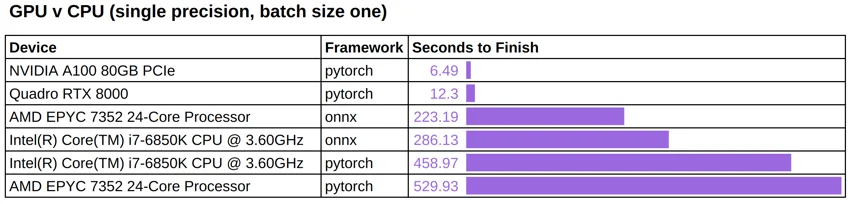 GPU v CPU (single precision, batch size one)
Device Framework Seconds to Finish
NVIDIA A100 80GB PCIe pytorch 6.49
Quadro RTX 8000 pytorch 12.3
AMD EPYC 7352 24-Core Processor onnx 223.19
Intel(R) Core(TM) i7-6850K CPU @ 3.60GHz onnx 286.13
Intel(R) Core(TM) i7-6850K CPU @ 3.60GHz pytorch 458.97
AMD EPYC 7352 24-Core Processor pytorch 529.93